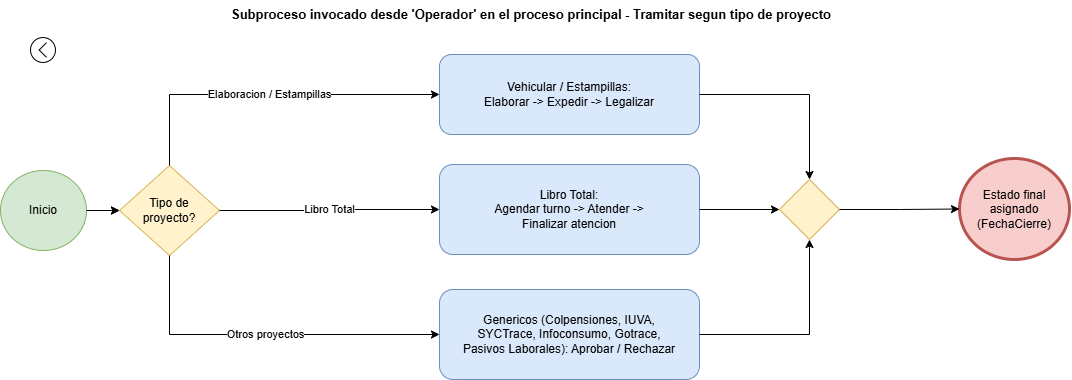 Subproceso invocado desde 'Operador' en el proceso principal - Tramitar segun tipo de proyecto
Inicio
Tipo de
proyecto?
Elaboracion / Estampillas
Vehicular / Estampillas:
Elaborar -> Expedir -> Legalizar
Libro Total
Libro Total:
Agendar turno -> Atender ->
Finalizar atencion
Otros proyectos
Genericos (Colpensiones, IUVA,
SYCTrace, Infoconsumo, Gotrace,
Pasivos Laborales): Aprobar / Rechazar
Estado final
asignado
(FechaCierre)